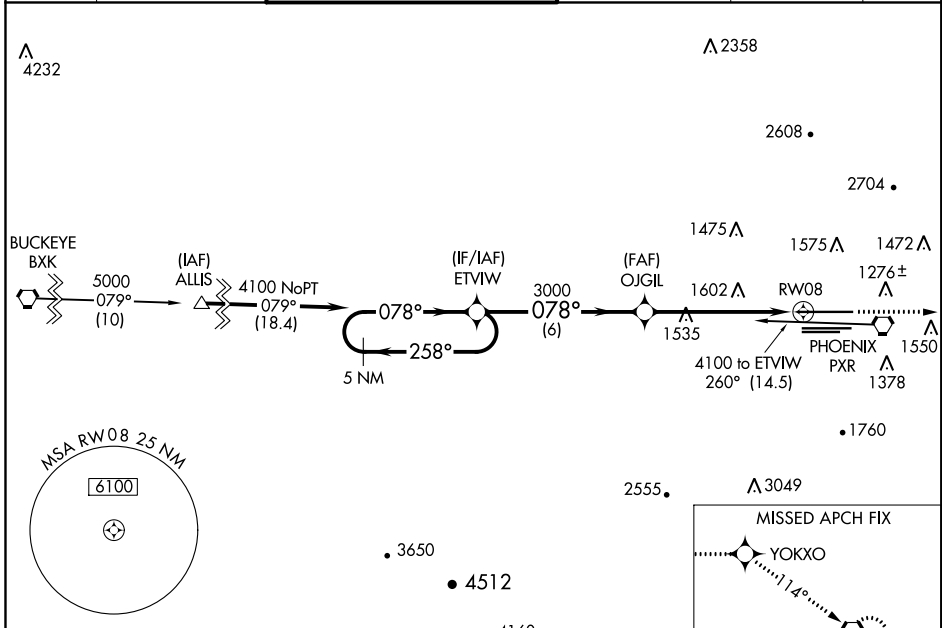 4232
2358
2608
2704
BUCKEYE
BXK
5000
079°
(10)
(IAF)
ALLIS
4100 NoPT
079°
(18.4)
(IF/IAF)
ETVIW
078°
258°
5 NM
3000
078°
(6)
(FAF)
OJGIL
1475
1575
1472
1602
1276±
RW08
1535
PHOENIX
PXR
1550
4100 to ETVIW
260° (14.5)
1378
1760
MSA RW08 25 NM
6100
2555
3049
3650
4512
MISSED APCH FIX
YOKXO
114°